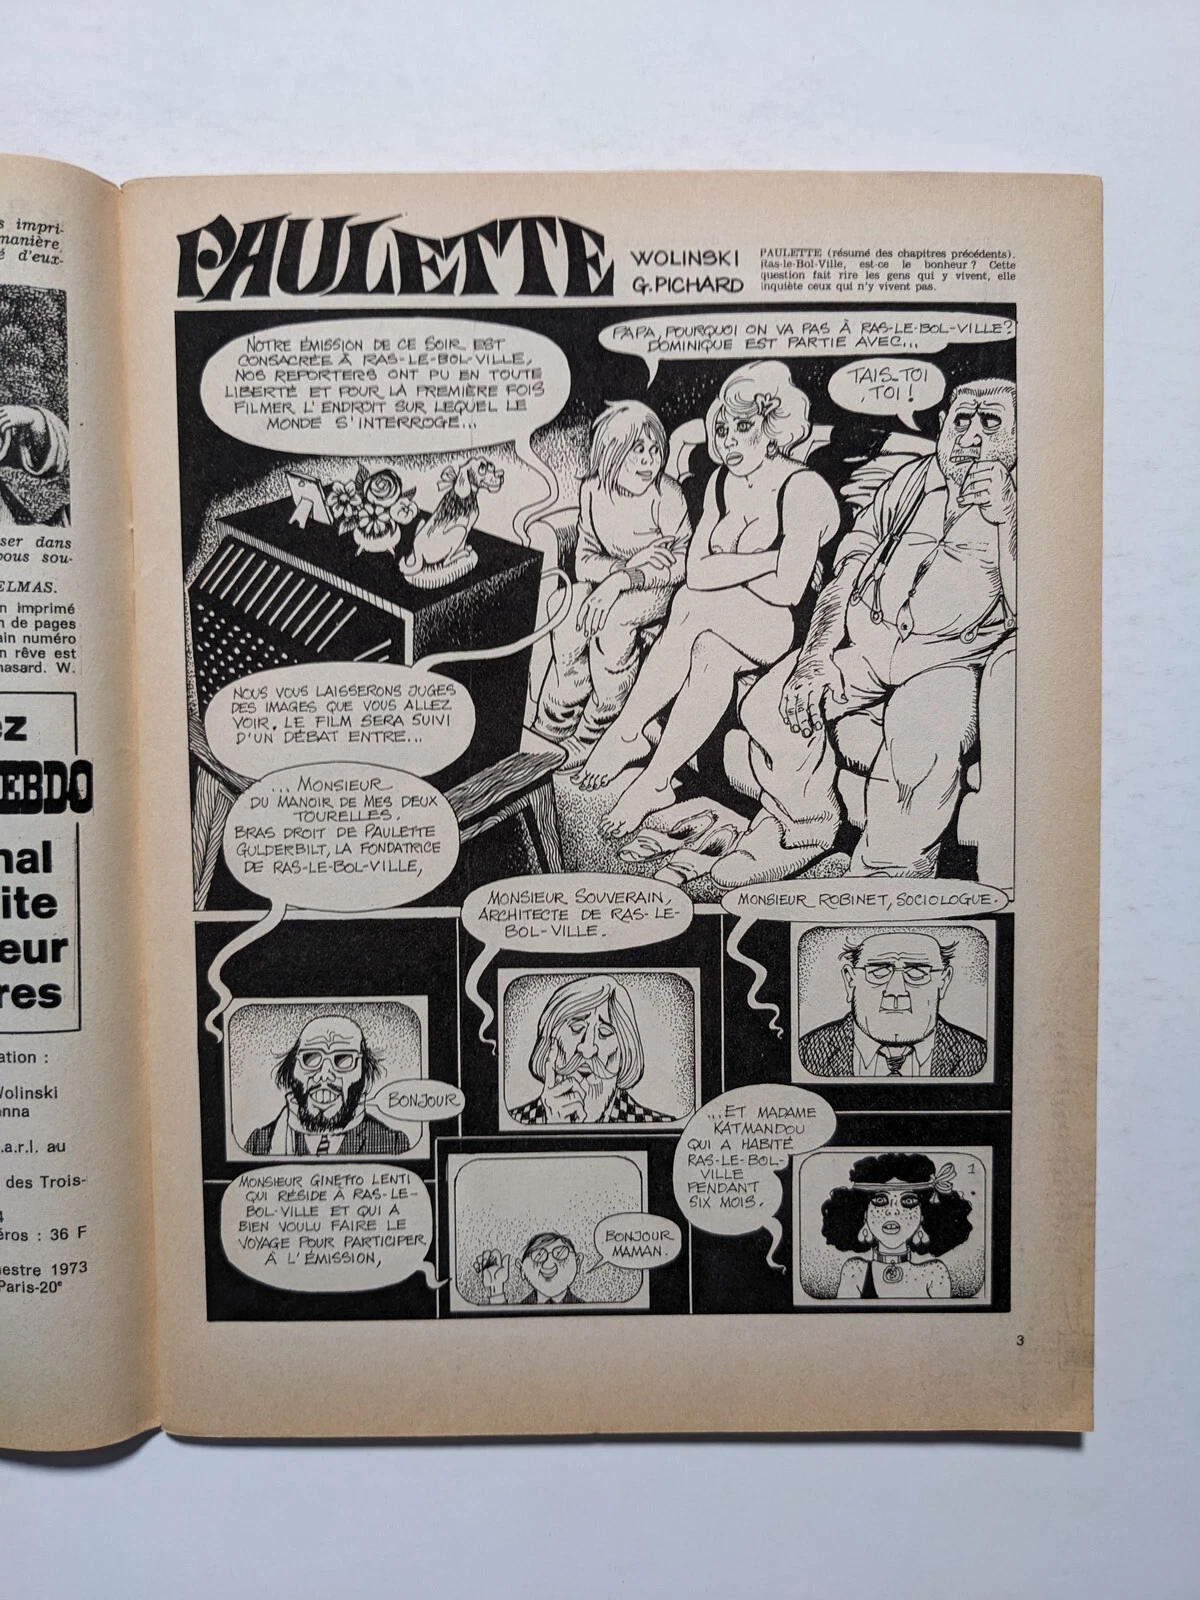 s impri-
manière
é d'eux-
ser dans
pous sou-
ELMAS.
n imprimé
n de pages
ain numéro
n rêve est
hasard. W.
ez
HEBDO
nal
ite
eur
res
ation :
Wolinski
anna
.a.r.l. au
des Trois-
4
éros : 36 F
mestre 1973
Paris-20e
PAULETTE
WOLINSKI
G.PICHARD
PAULETTE (résumé des chapitres précédents).
Ras-le-Bol-Ville, est-ce le bonheur ? Cette
question fait rire les gens qui y vivent, elle
inquiète ceux qui n'y vivent pas.
NOTRE ÉMISSION DE CE SOIR EST
CONSACRÉE À RAS-LE-BOL-VILLE,
NOS REPORTERS ONT PU EN TOUTE
LIBERTÉ ET POUR LA PREMIÈRE FOIS
FILMER L'ENDROIT SUR LEQUEL LE
MONDE S'INTERROGE...
PAPA, POURQUOI ON VA PAS À RAS-LE-BOL-VILLE?
DOMINIQUE EST PARTIE AVEC...
TAIS-TOI
, TOI !
NOUS VOUS LAISSERONS JUGES
DES IMAGES QUE VOUS ALLEZ
VOIR. LE FILM SERA SUIVI
D'UN DÉBAT ENTRE...
... MONSIEUR
DU MANOIR DE MES DEUX
TOURELLES.
BRAS DROIT DE PAULETTE
GULDERBILT, LA FONDATRICE
DE RAS-LE-BOL-VILLE,
MONSIEUR SOUVERAIN,
ARCHITECTE DE RAS-LE-
BOL-VILLE.
MONSIEUR ROBINET, SOCIOLOGUE.
BONJOUR
MONSIEUR GINETTO LENTI
QUI RÉSIDE À RAS-LE-
BOL-VILLE ET QUI A
BIEN VOULU FAIRE LE
VOYAGE POUR PARTICIPER
À L'ÉMISSION,
BONJOUR
MAMAN.
...ET MADAME
KATMANDOU
QUI A HABITÉ
RAS-LE-BOL-
VILLE
PENDANT
SIX MOIS.
1
3